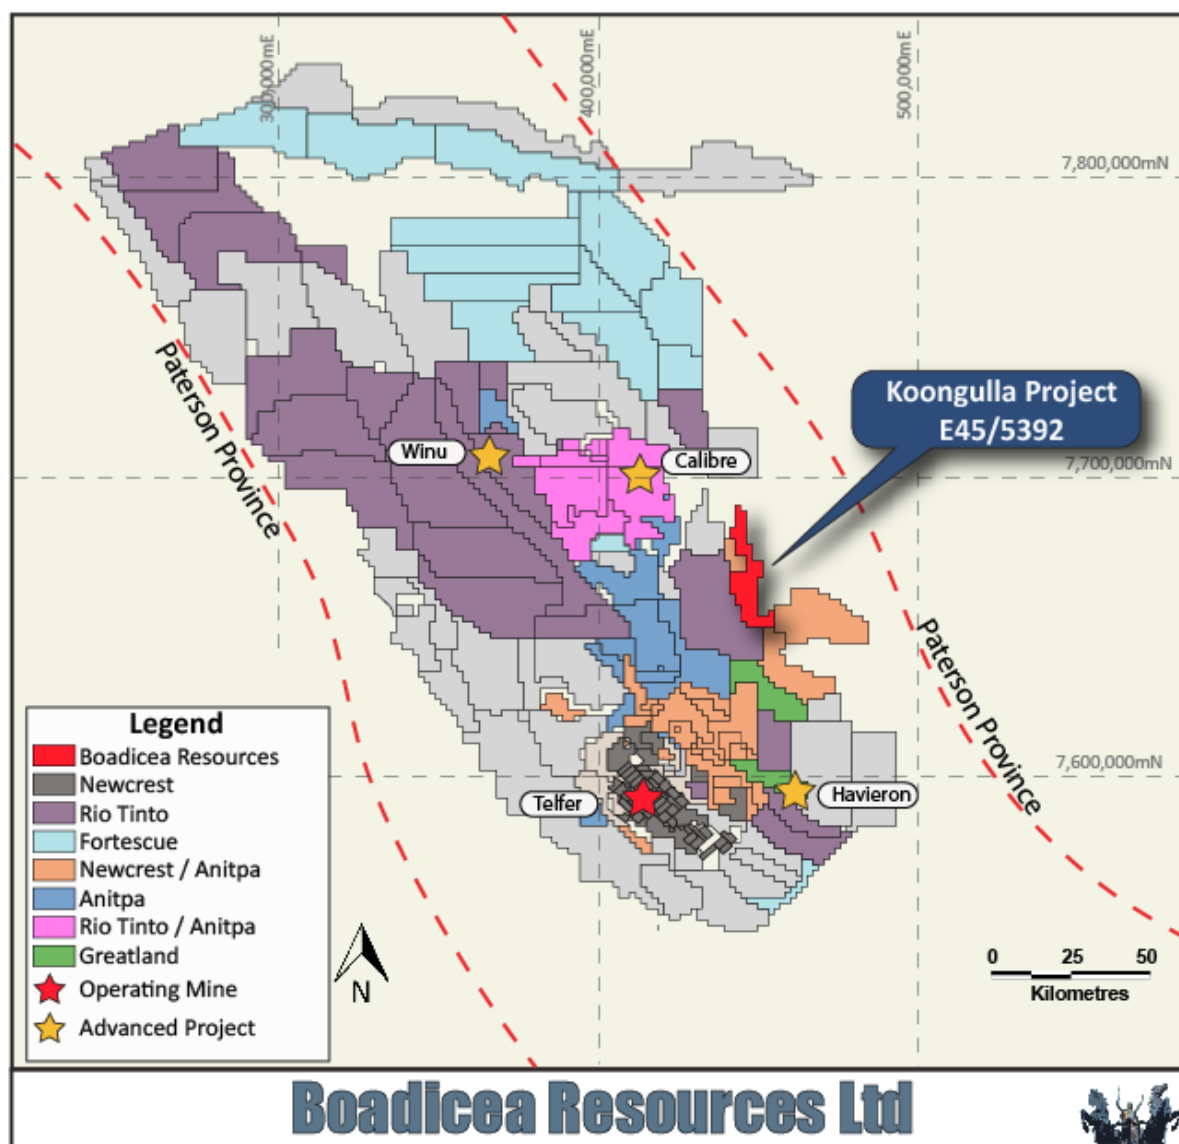 300,000mE
400,000mE
500,000mE
7,800,000mN
Koongulla Project
E45/5392
Winu
Calibre
7,700,000mN
Paterson Province
Paterson Province
Legend
Boadicea Resources
Newcrest
Rio Tinto
Fortescue
Newcrest / Anitpa
Anitpa
Rio Tinto / Anitpa
Greatland
Operating Mine
Advanced Project
7,600,000mN
Telfer
Havieron
N
0 25 50
Kilometres
Boadicea Resources Ltd